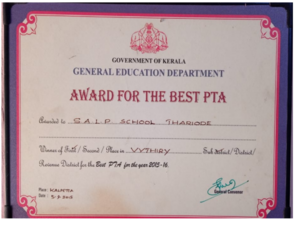 GOVERNMENT OF KERALA
GENERAL EDUCATION DEPARTMENT
AWARD FOR THE BEST PTA
Awarded to S.A.L.P. SCHOOL THARIODE
Winner of First / Second / Place in VYTHIRY Sub District / District /
Revenue District for the Best PTA for the year 2015-16.
Place: KALPETTA
General Convener